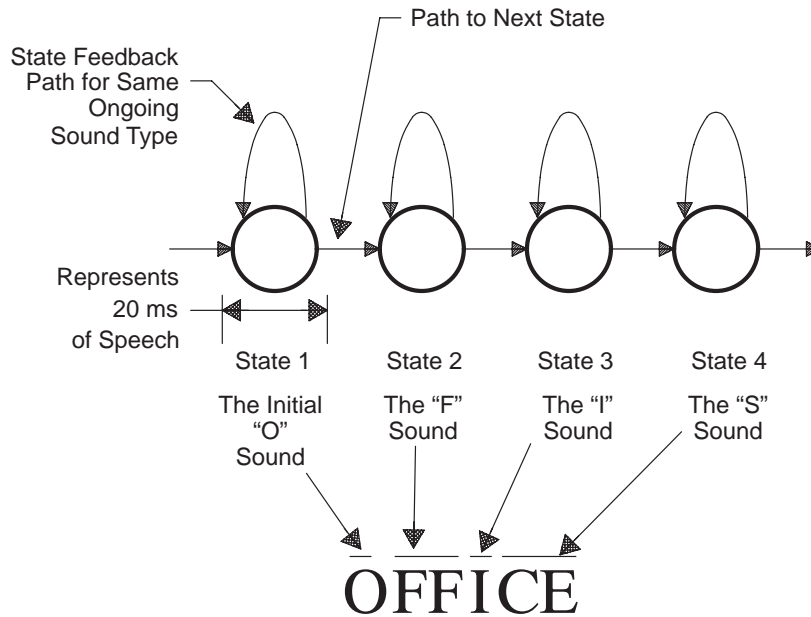 Path to Next State
State Feedback
Path for Same
Ongoing
Sound Type
Represents
20 ms
of Speech
State 1
State 2
State 3
State 4
The Initial
“O”
Sound
The “F”
Sound
The “I”
Sound
The “S”
Sound
OFFICE